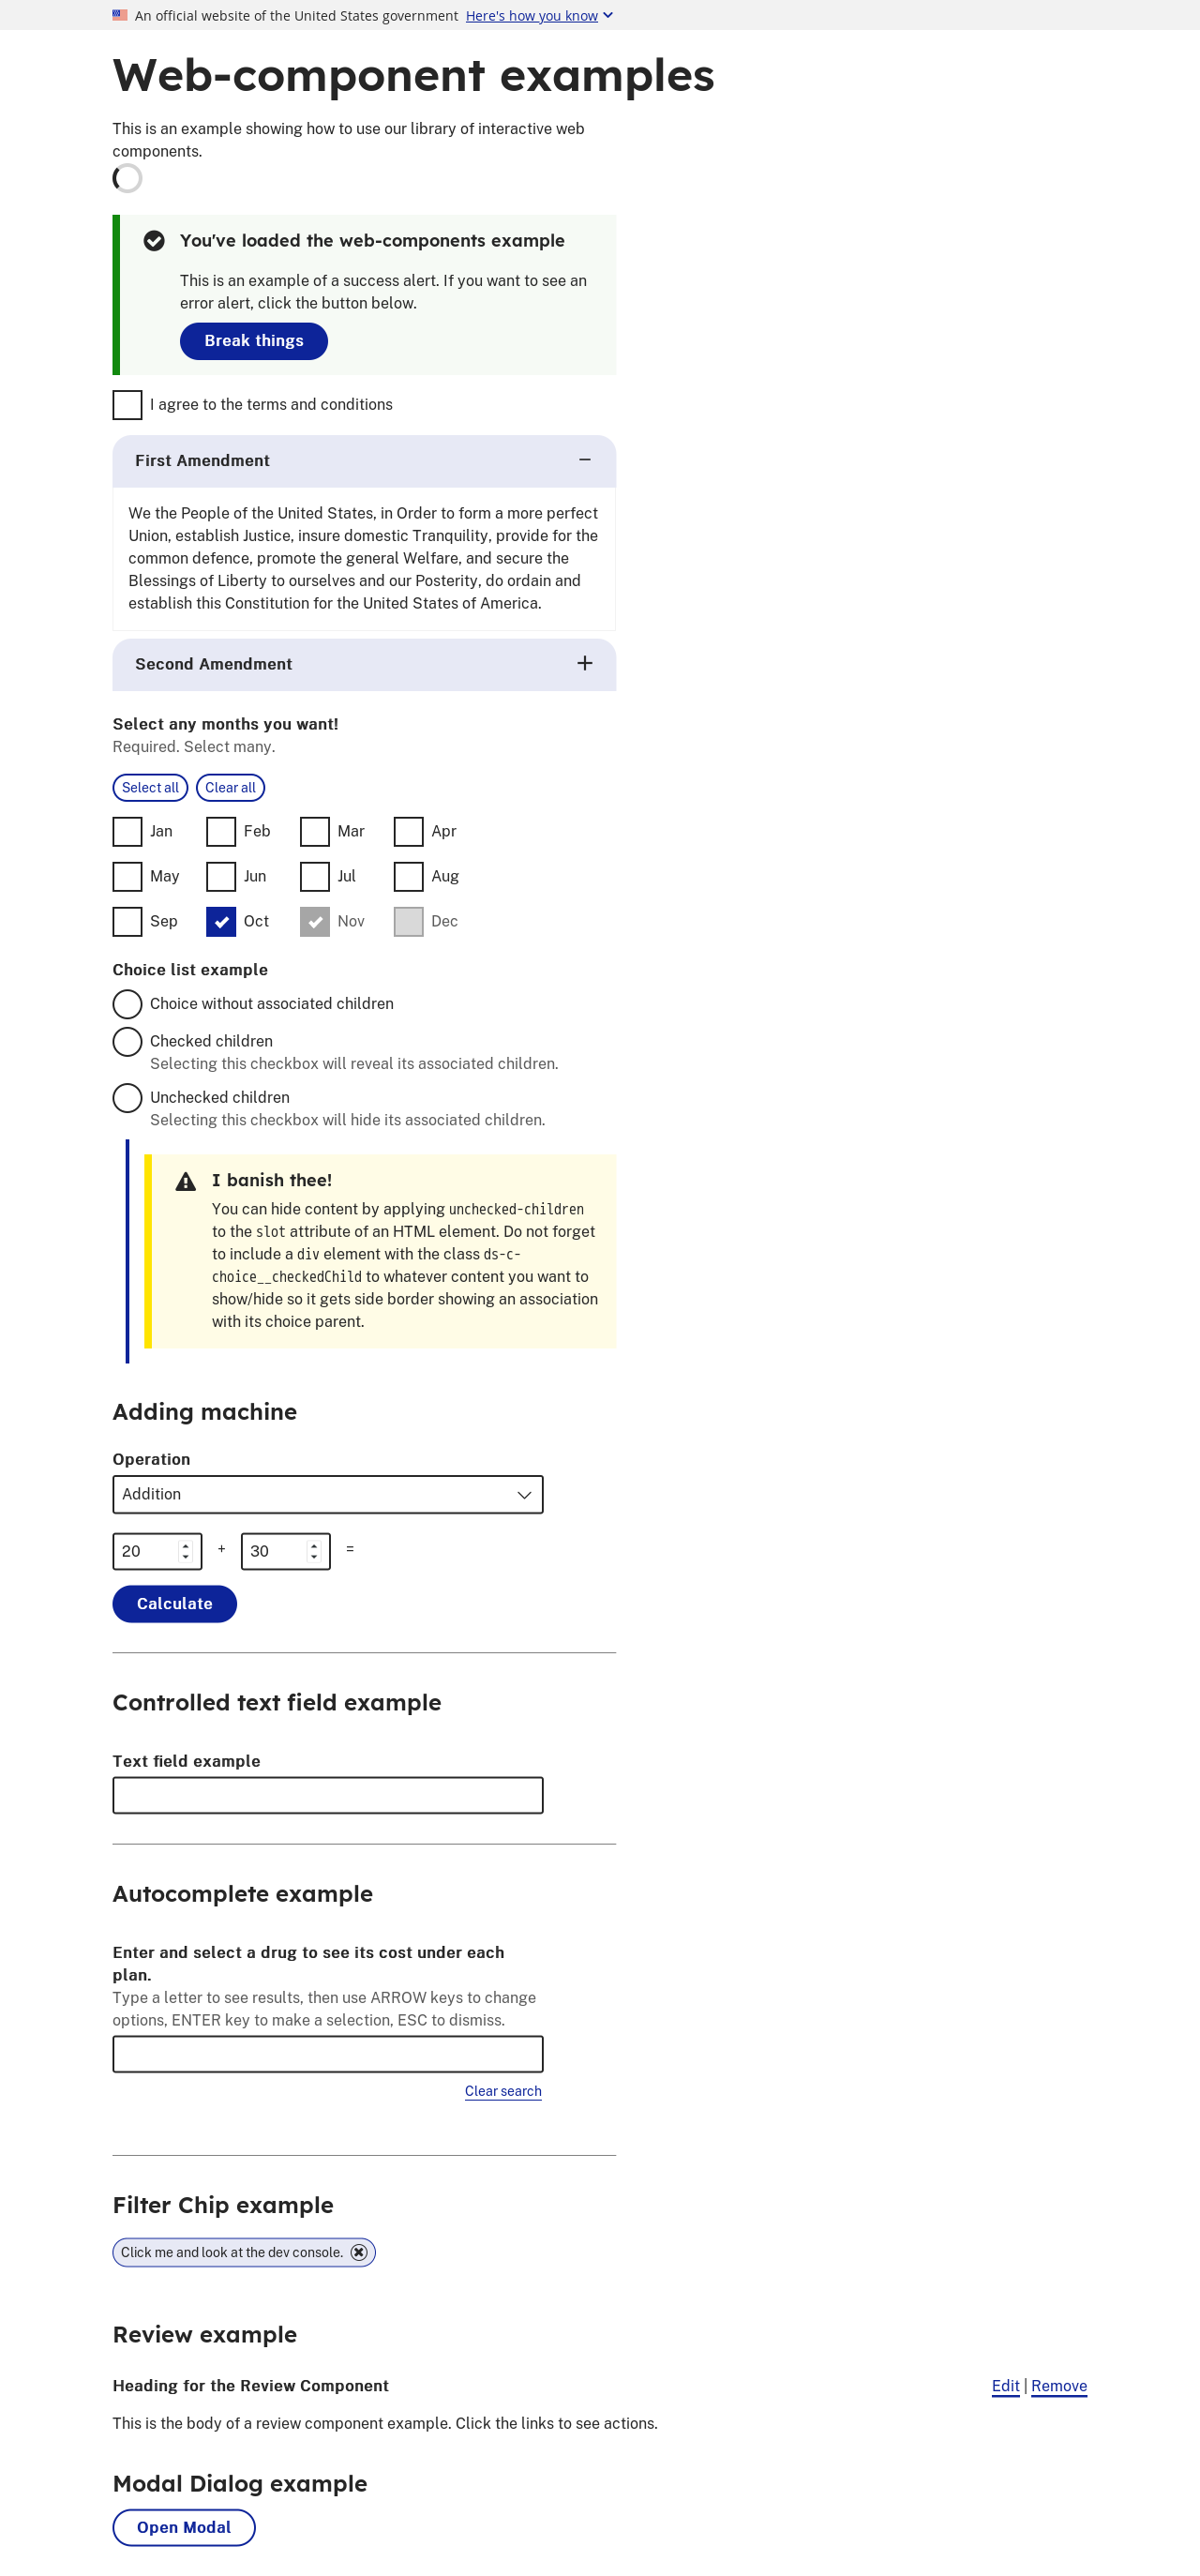 An official website of the United States government Here's how you know
Web-component examples
This is an example showing how to use our library of interactive web
components.
You've loaded the web-components example
This is an example of a success alert. If you want to see an
error alert, click the button below.
Break things
I agree to the terms and conditions
First Amendment
We the People of the United States, in Order to form a more perfect
Union, establish Justice, insure domestic Tranquility, provide for the
common defence, promote the general Welfare, and secure the
Blessings of Liberty to ourselves and our Posterity, do ordain and
establish this Constitution for the United States of America.
Second Amendment
Select any months you want!
Required. Select many.
Select all Clear all
Jan Feb Mar Apr
May Jun Jul Aug
Sep Oct Nov Dec
Choice list example
Choice without associated children
Checked children
Selecting this checkbox will reveal its associated children.
Unchecked children
Selecting this checkbox will hide its associated children.
I banish thee!
You can hide content by applying unchecked-children
to the slot attribute of an HTML element. Do not forget
to include a div element with the class ds-c-
choice__checkedChild to whatever content you want to
show/hide so it gets side border showing an association
with its choice parent.
Adding machine
Operation
Addition
20 + 30 =
Calculate
Controlled text field example
Text field example
Autocomplete example
Enter and select a drug to see its cost under each
plan.
Type a letter to see results, then use ARROW keys to change
options, ENTER key to make a selection, ESC to dismiss.
Clear search
Filter Chip example
Click me and look at the dev console.
Review example
Heading for the Review Component Edit | Remove
This is the body of a review component example. Click the links to see actions.
Modal Dialog example
Open Modal